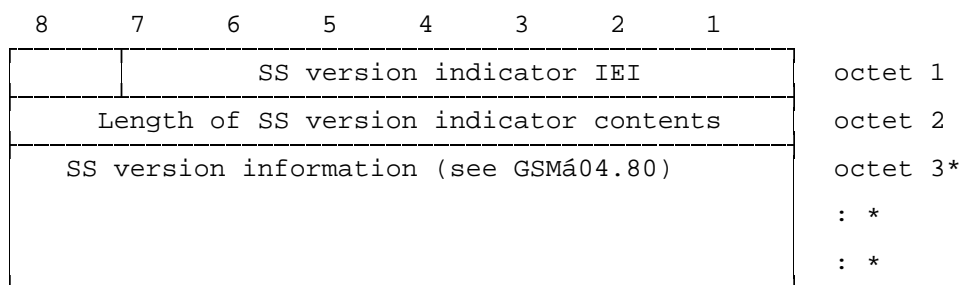 8 7 6 5 4 3 2 1
SS version indicator IEI octet 1
Length of SS version indicator contents octet 2
SS version information (see GSMá04.80) octet 3*
: *
: *